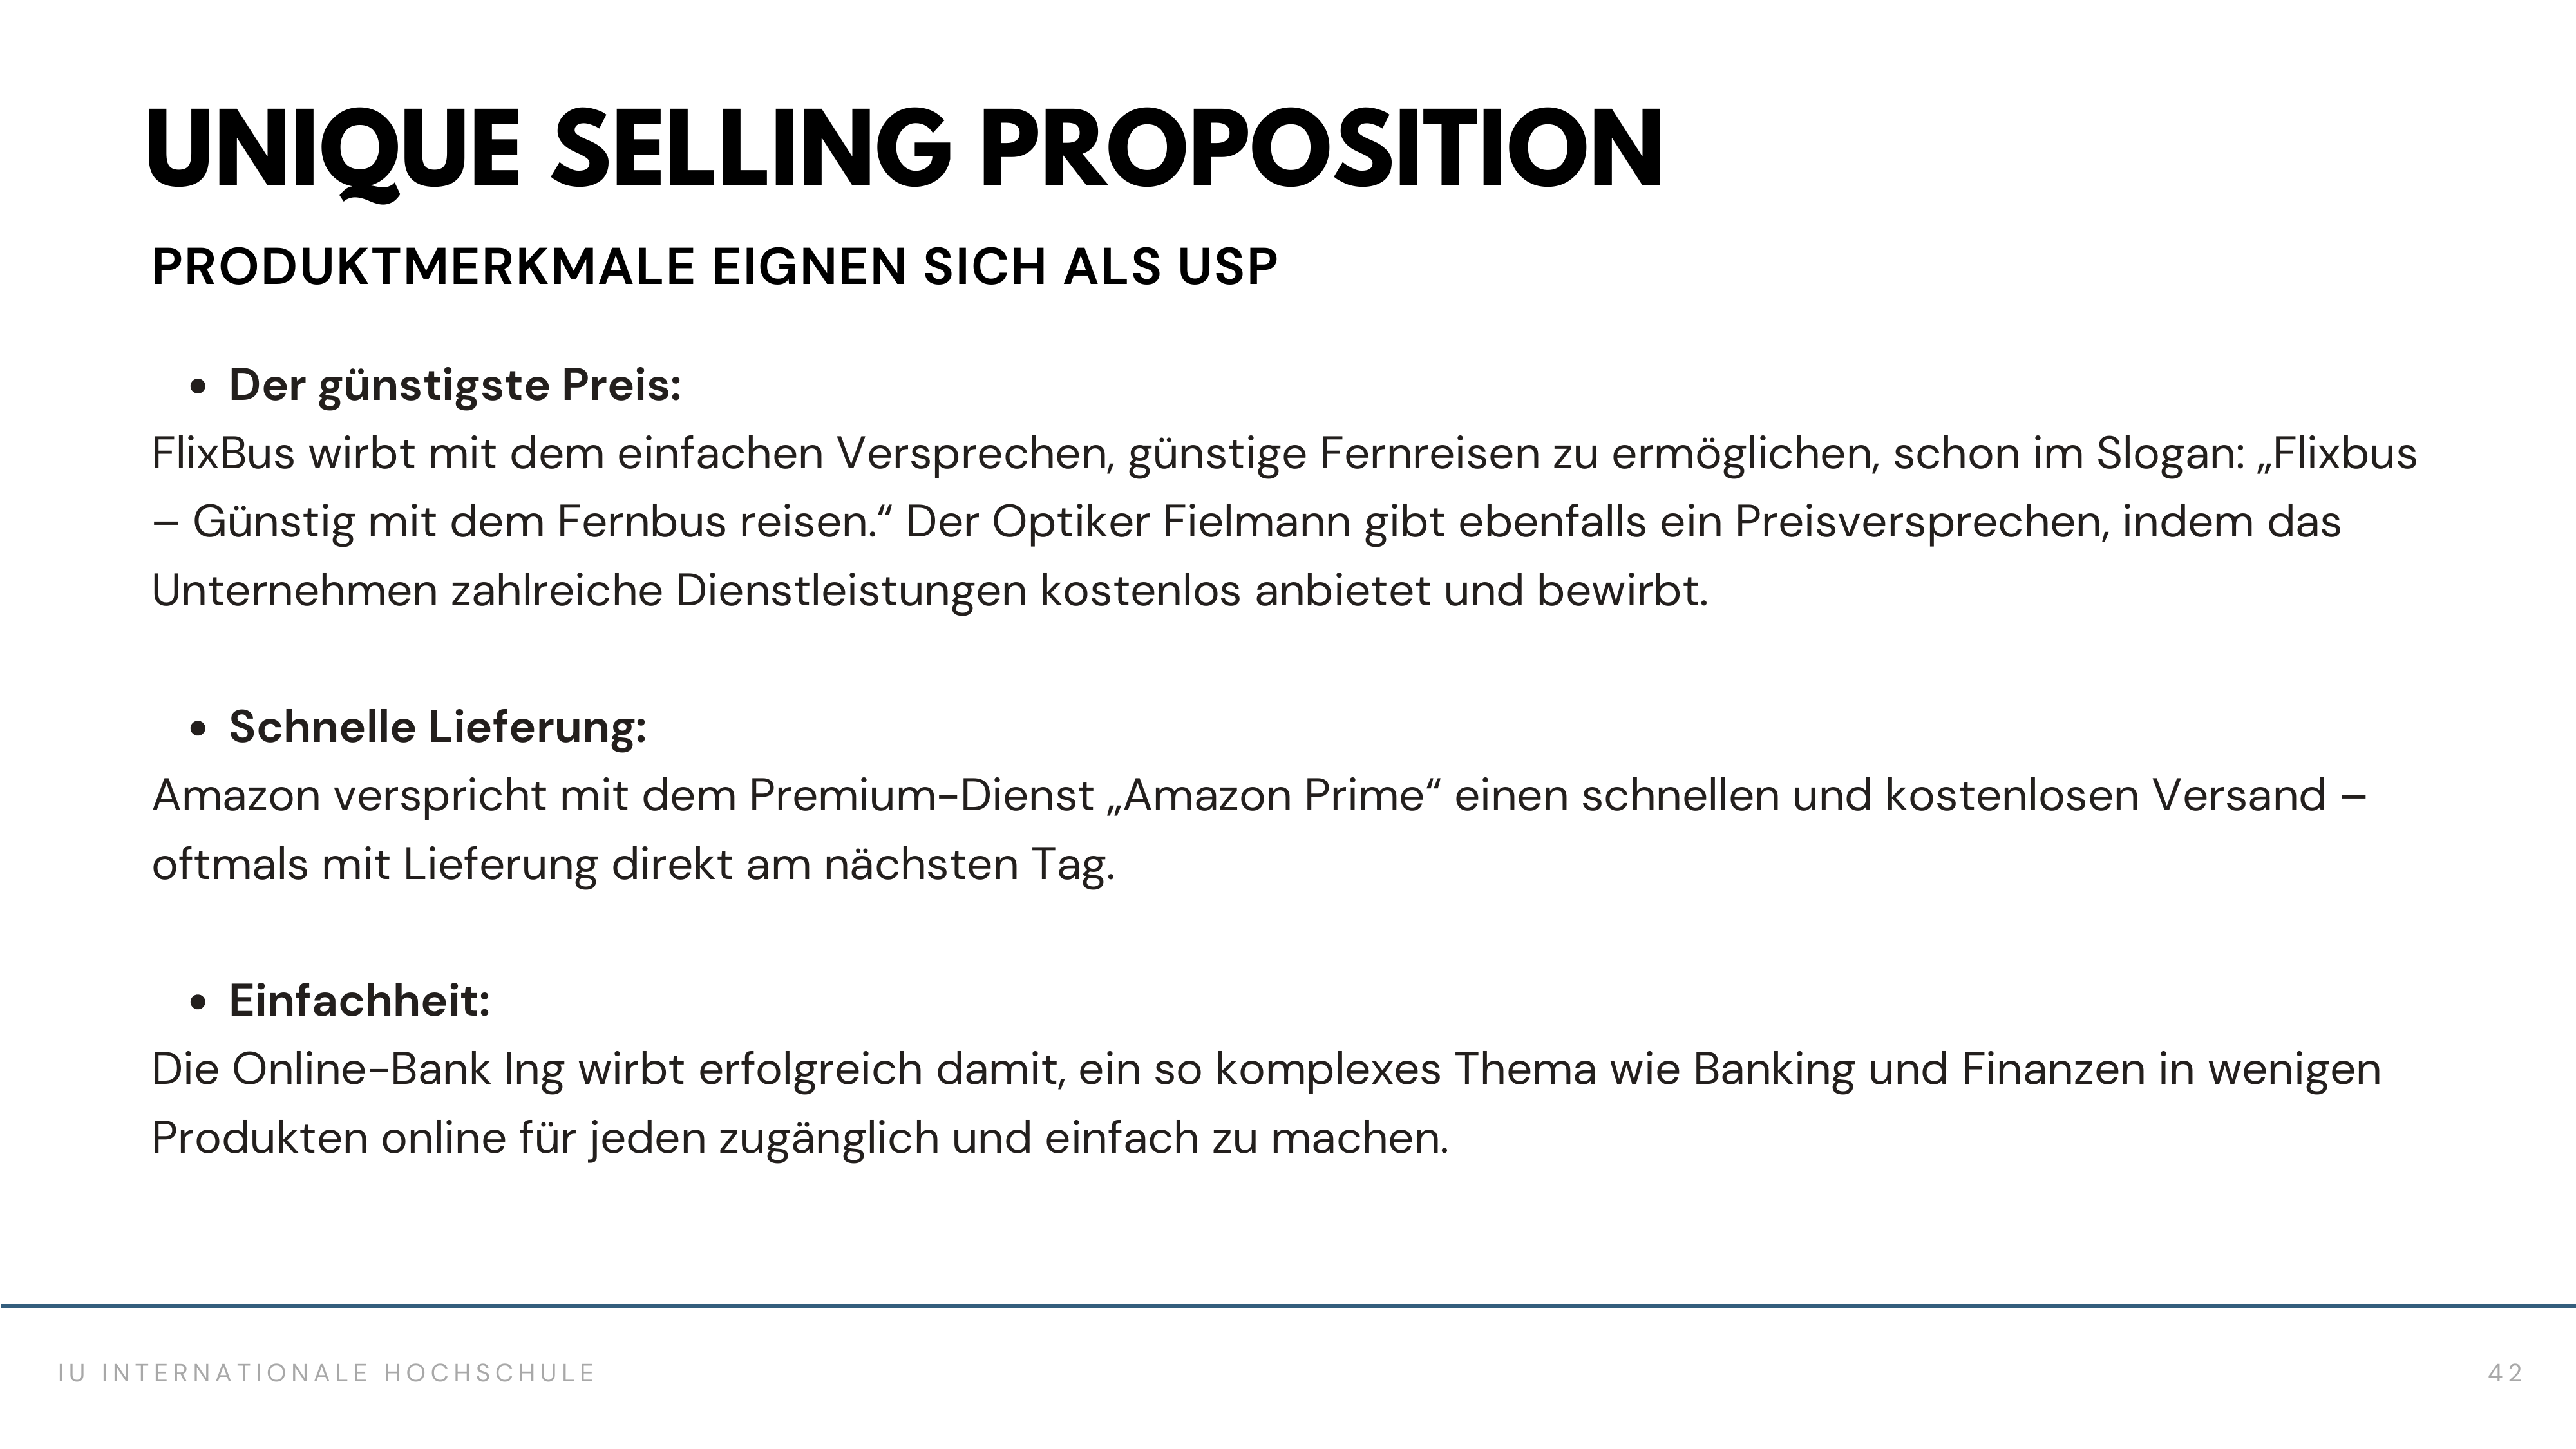 UNIQUE SELLING PROPOSITION
PRODUKTMERKMALE EIGNEN SICH ALS USP
• Der günstigste Preis:
FlixBus wirbt mit dem einfachen Versprechen, günstige Fernreisen zu ermöglichen, schon im Slogan: „Flixbus
– Günstig mit dem Fernbus reisen.“ Der Optiker Fielmann gibt ebenfalls ein Preisversprechen, indem das
Unternehmen zahlreiche Dienstleistungen kostenlos anbietet und bewirbt.
• Schnelle Lieferung:
Amazon verspricht mit dem Premium-Dienst „Amazon Prime“ einen schnellen und kostenlosen Versand –
oftmals mit Lieferung direkt am nächsten Tag.
• Einfachheit:
Die Online-Bank Ing wirbt erfolgreich damit, ein so komplexes Thema wie Banking und Finanzen in wenigen
Produkten online für jeden zugänglich und einfach zu machen.
IU INTERNATIONALE HOCHSCHULE
42